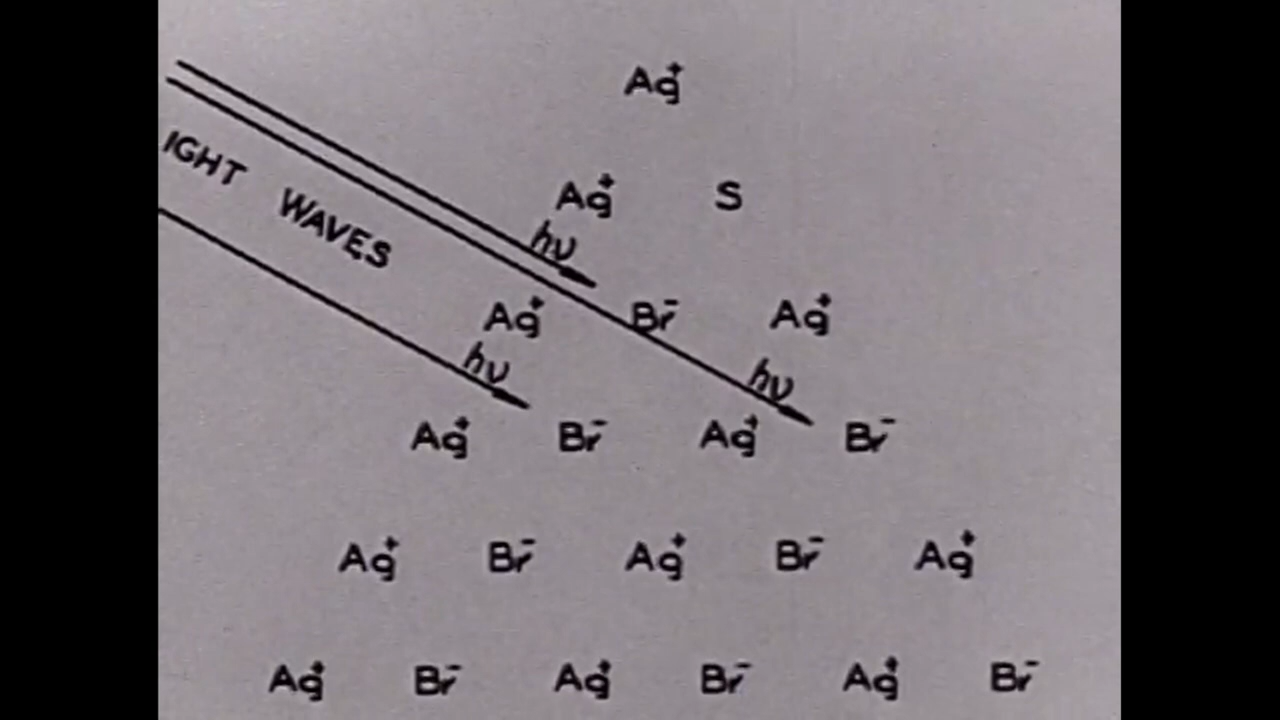 Ag+
IGHT WAVES
Ag+ S
hν
Ag+ Br- Ag+
hν hν
Ag+ Br- Ag+ Br-
Ag+ Br- Ag+ Br- Ag+
Ag+ Br- Ag+ Br- Ag+ Br-